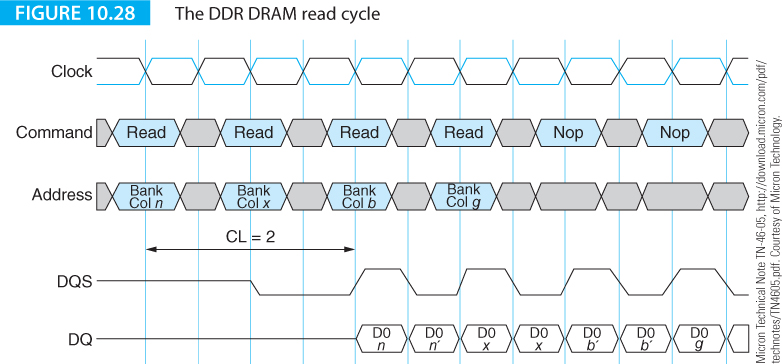 FIGURE 10.28 The DDR DRAM read cycle
Clock
Command Read Read Read Read Nop Nop
Address Bank Bank Bank Bank
Col n Col x Col b Col g
CL = 2
DQS
DQ D0 D0 D0 D0 D0 D0 D0
n n′ x x b′ b′ g
Micron Technical Note TN-46-05, http://download.micron.com/pdf/
technotes/TN4605.pdf. Courtesy of Micron Technology.